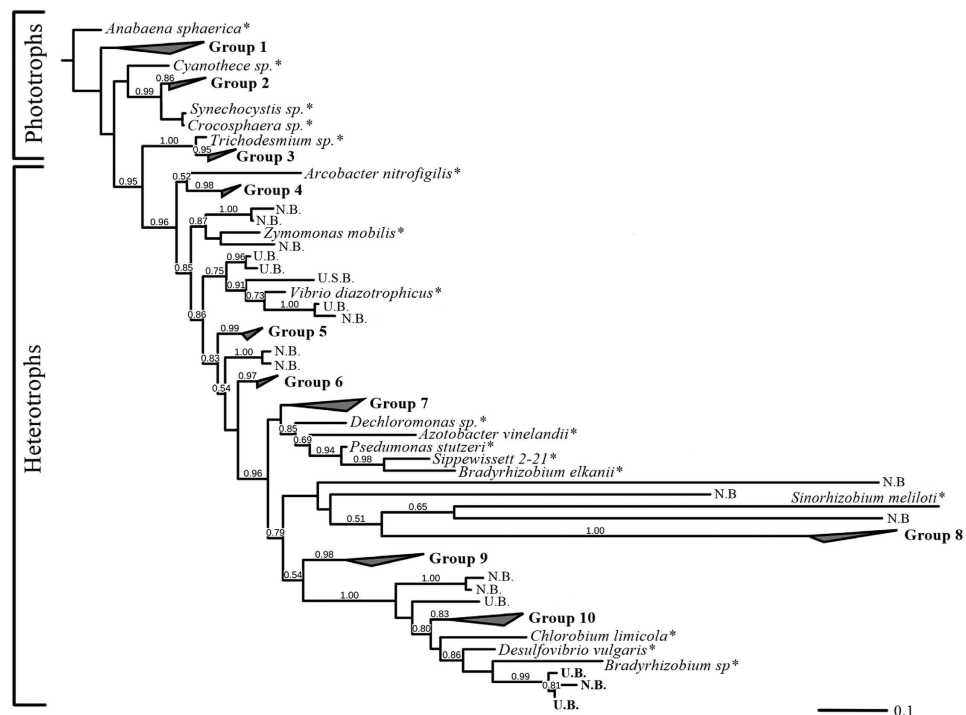 Phototrophs
Anabaena sphaerica*
Group 1
Cyanothece sp.*
0.86
Group 2
0.99
Synechocystis sp.*
Crocosphaera sp.*
1.00
Trichodesmium sp.*
0.95
Group 3
0.95
Heterotrophs
Arcobacter nitrofigilis*
0.52
0.98
Group 4
1.00
N.B.
N.B.
0.96
0.87
Zymomonas mobilis*
N.B.
0.96
U.B.
U.B.
0.85
0.75
U.S.B.
0.91
Vibrio diazotrophicus*
0.73
1.00
U.B.
N.B.
0.86
0.99
Group 5
1.00
N.B.
0.83
N.B.
0.97
Group 6
0.54
Group 7
Dechloromonas sp.*
0.85
Azotobacter vinelandii*
0.69
Psedumonas stutzeri*
0.94
Sippewissett 2-21*
0.98
Bradyrhizobium elkanii*
0.96
N.B
N.B
Sinorhizobium meliloti*
0.65
N.B
0.51
1.00
Group 8
0.79
0.98
Group 9
0.54
1.00
N.B.
N.B.
1.00
U.B.
0.83
Group 10
0.80
Chlorobium limicola*
Desulfovibrio vulgaris*
0.86
Bradyrhizobium sp*
0.99
U.B.
0.81
N.B.
U.B.
0.1